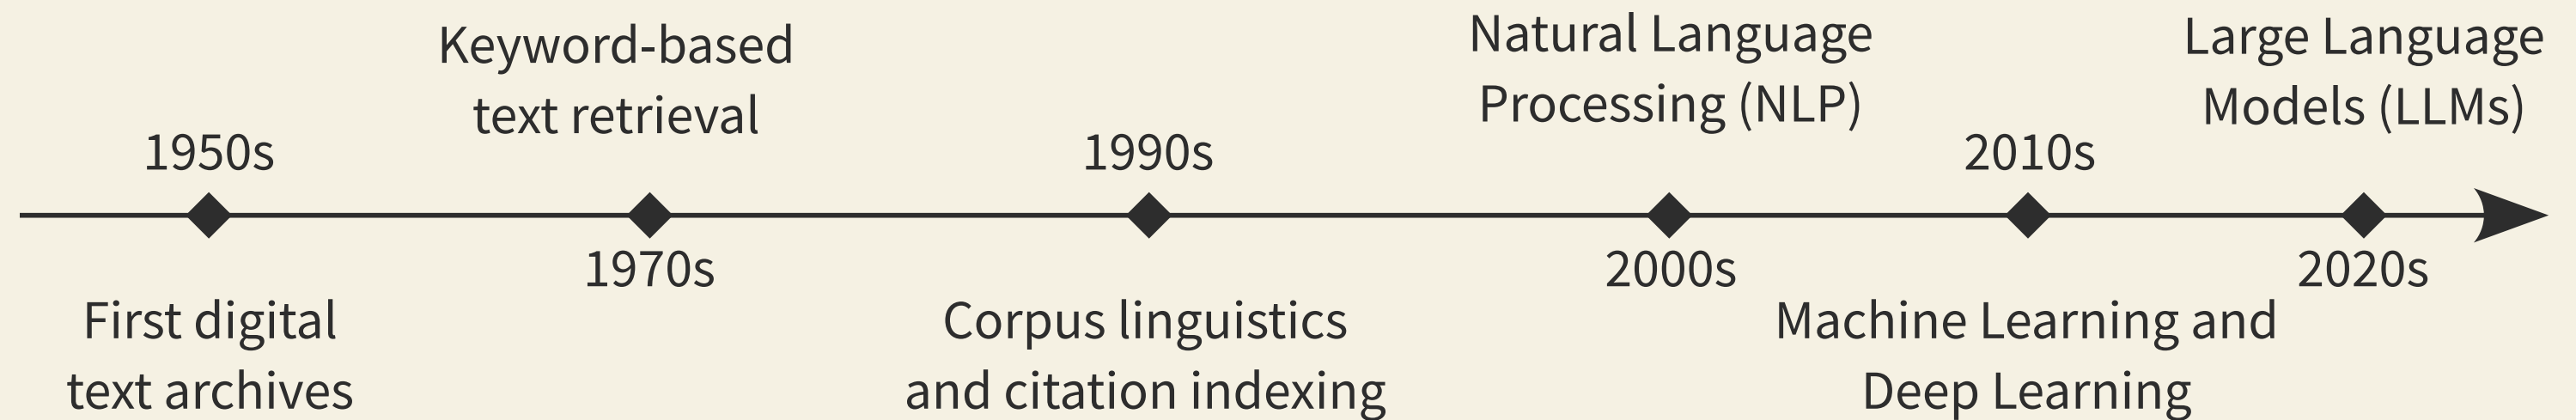 1950s
First digital
text archives
Keyword-based
text retrieval
1970s
1990s
Corpus linguistics
and citation indexing
Natural Language
Processing (NLP)
2000s
2010s
Machine Learning and
Deep Learning
Large Language
Models (LLMs)
2020s